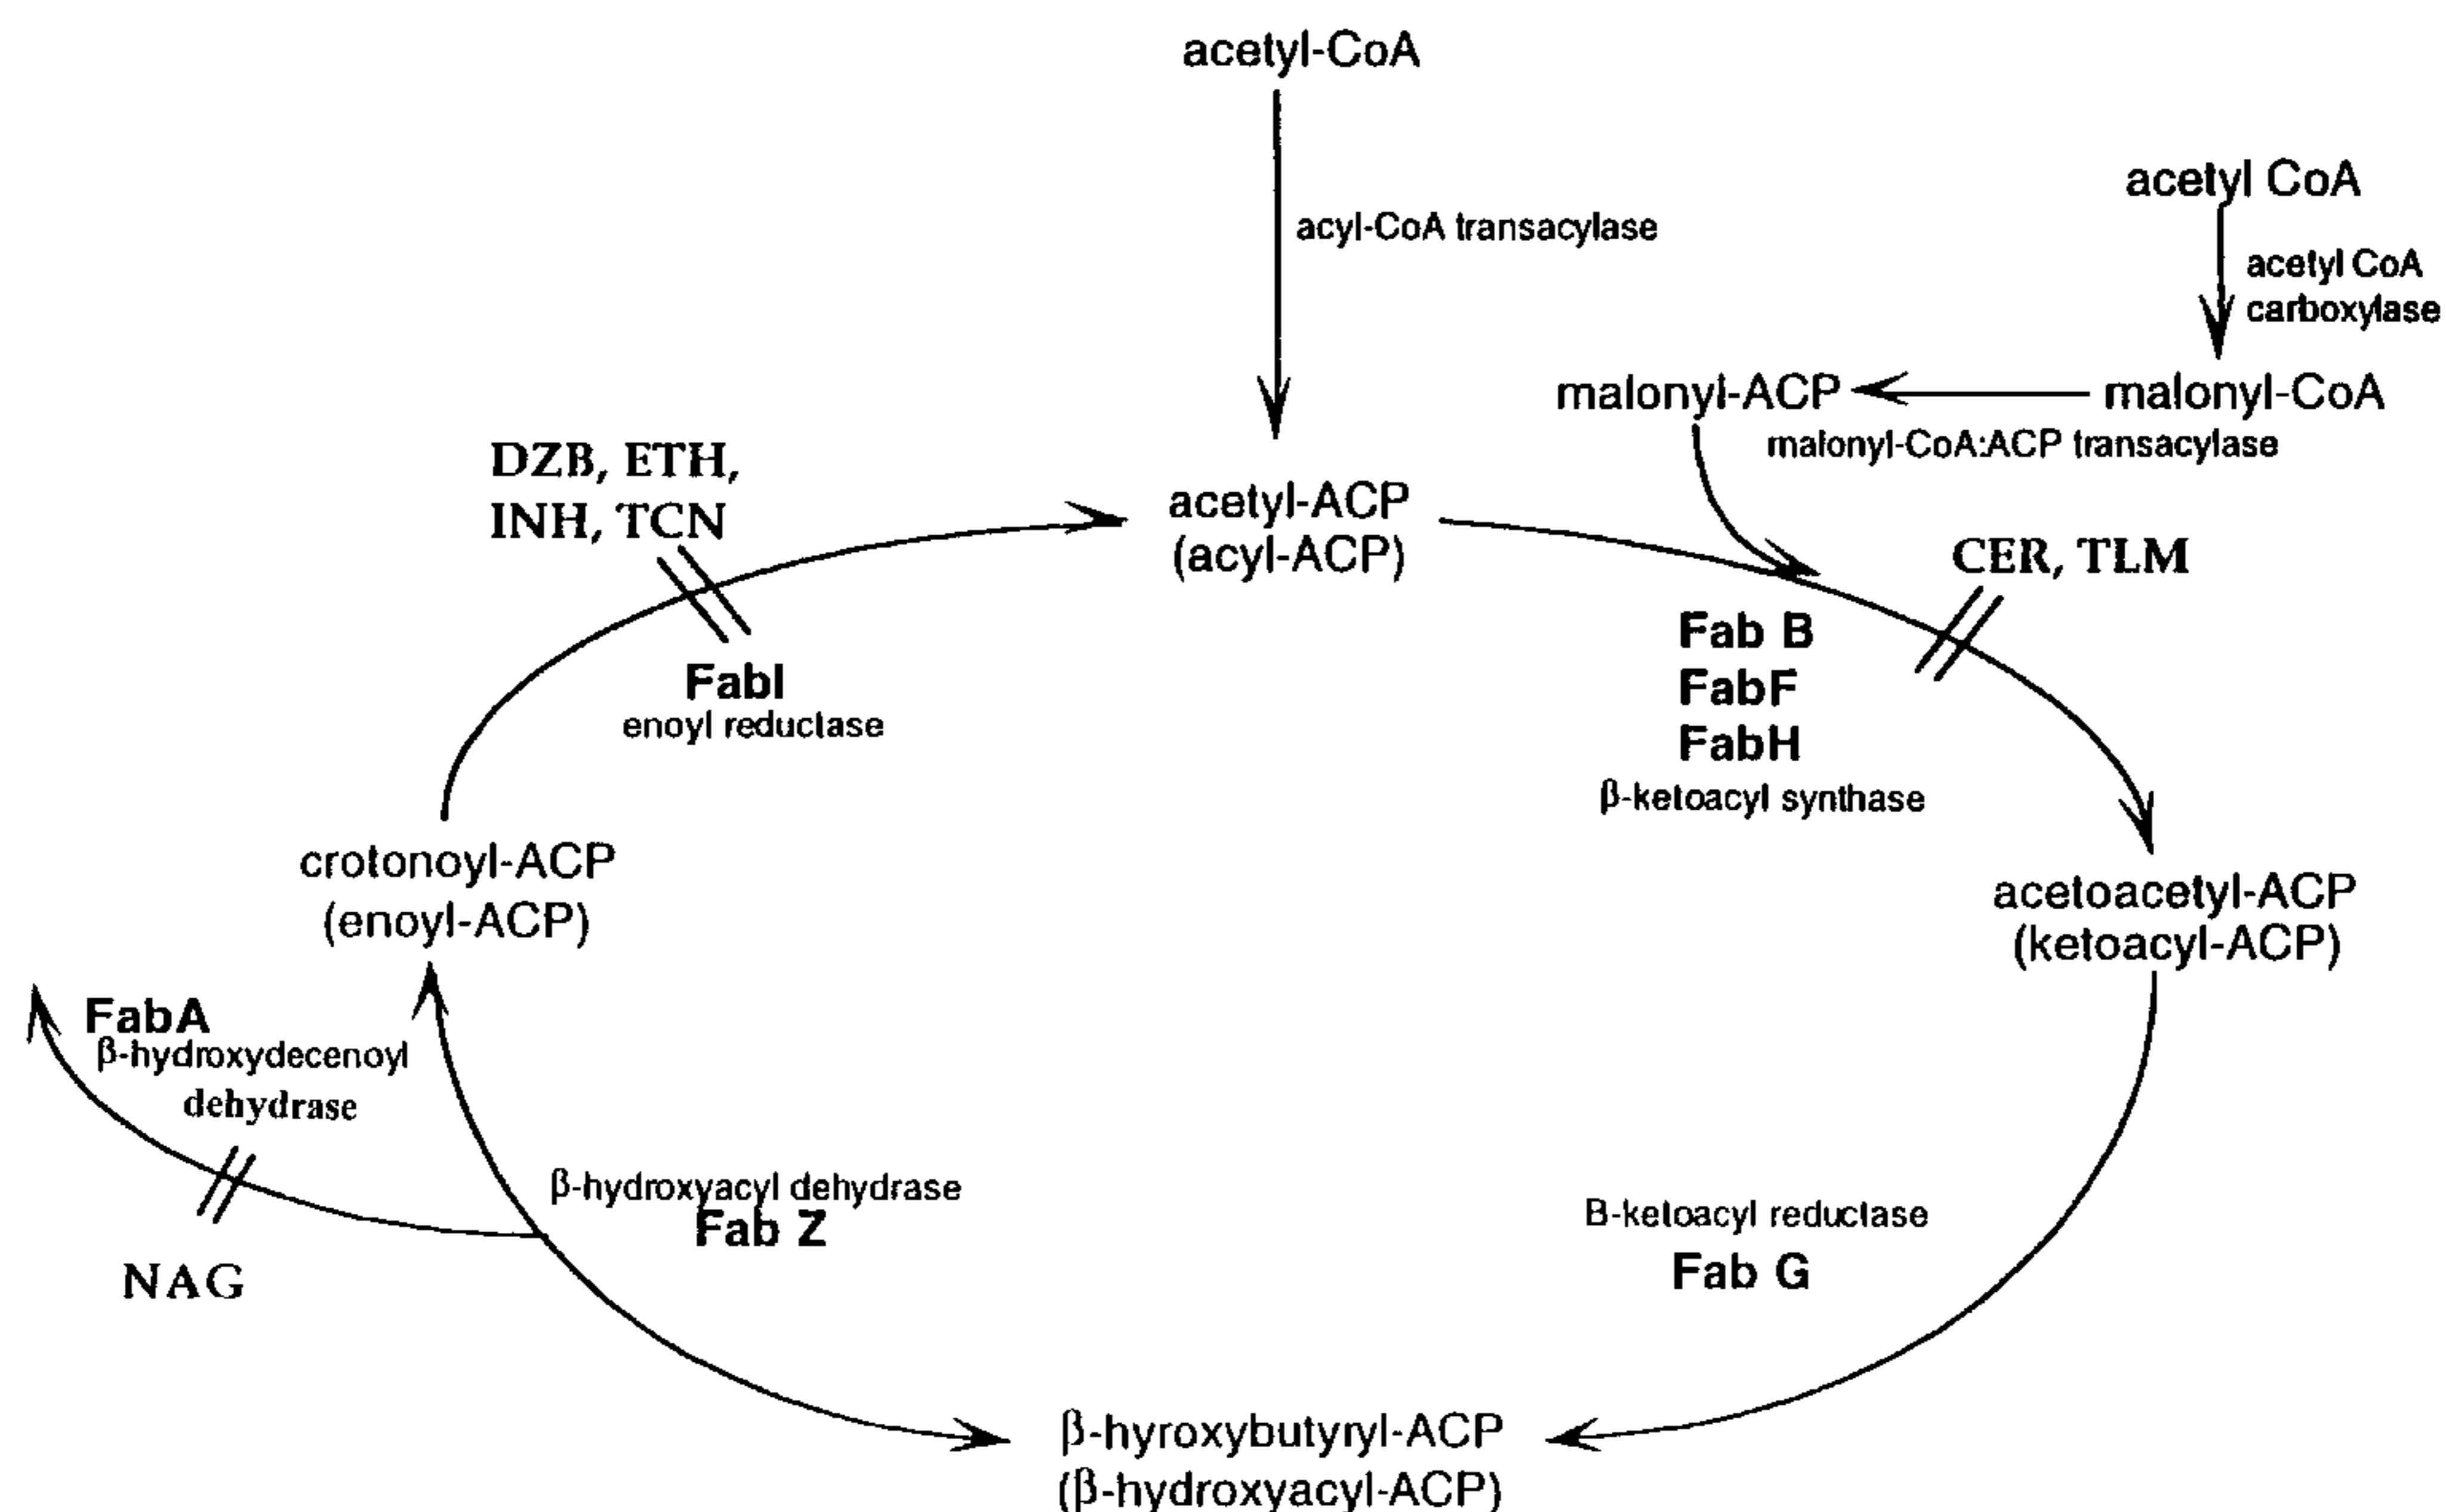 acetyl-CoA
acyl-CoA transacylase
acetyl CoA
acetyl CoA
carboxylase
malonyl-ACP
malonyl-CoA
malonyl-CoA:ACP transacylase
DZB, ETH,
INH, TCN
acetyl-ACP
(acyl-ACP)
CER, TLM
Fab B
FabF
FabH
β-ketoacyl synthase
FabI
enoyl reductase
crotonoyl-ACP
(enoyl-ACP)
acetoacetyl-ACP
(ketoacyl-ACP)
FabA
β-hydroxydecenoyl
dehydrase
β-hydroxyacyl dehydrase
Fab Z
NAG
B-ketoacyl reductase
Fab G
β-hyroxybutyryl-ACP
(β-hydroxyacyl-ACP)